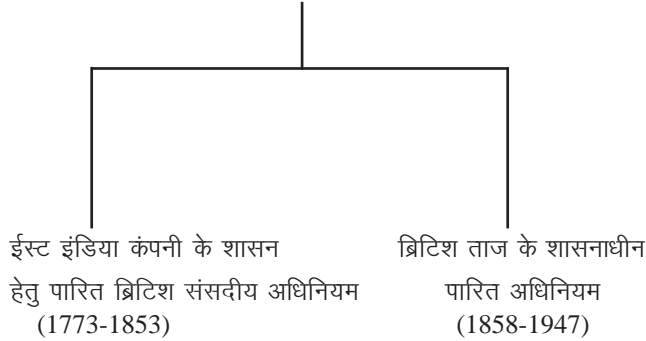 ईस्ट इंडिया कंपनी के शासन
हेतु पारित ब्रिटिश संसदीय अधिनियम
(1773-1853)
ब्रिटिश ताज के शासनाधीन
पारित अधिनियम
(1858-1947)